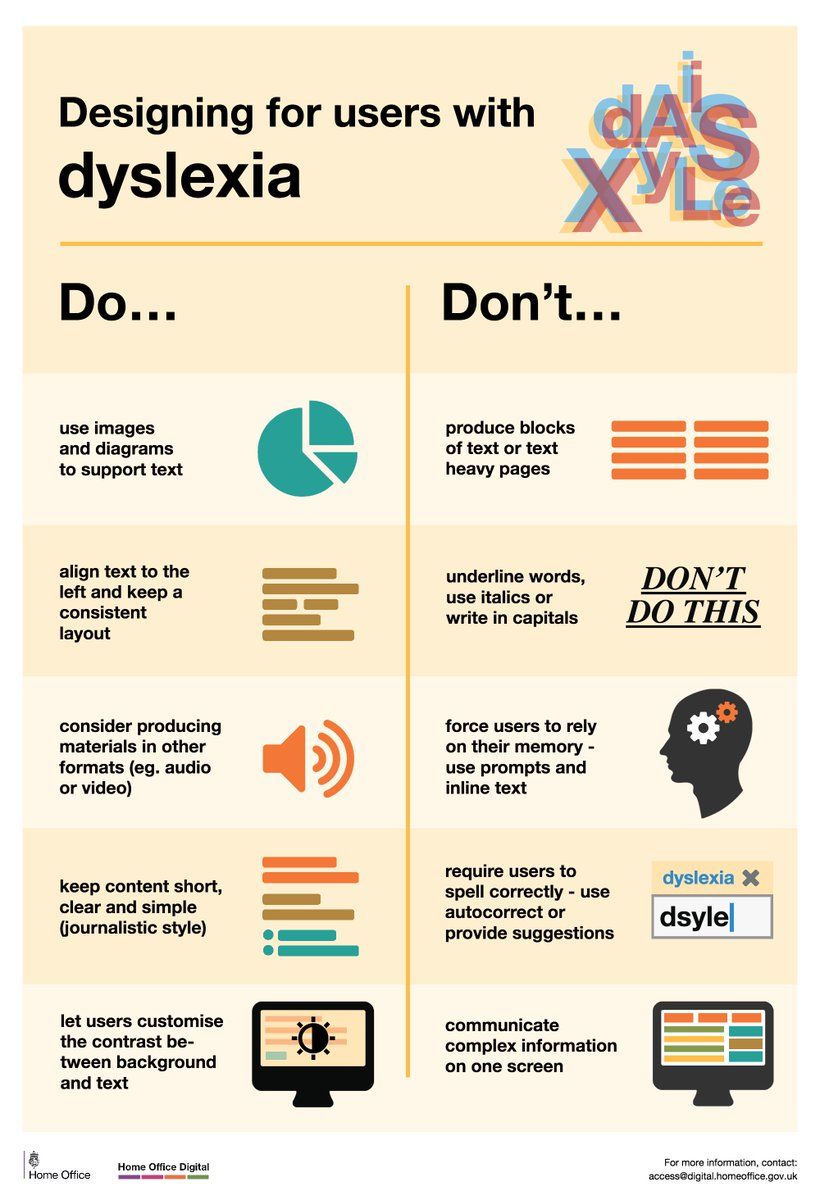 Designing for users with
dyslexia
dAiSXyLe
Do…
Don’t…
use images
and diagrams
to support text
produce blocks
of text or text
heavy pages
align text to the
left and keep a
consistent
layout
underline words,
use italics or
write in capitals
DON’T
DO THIS
consider producing
materials in other
formats (eg. audio
or video)
force users to rely
on their memory -
use prompts and
inline text
keep content short,
clear and simple
(journalistic style)
require users to
spell correctly - use
autocorrect or
provide suggestions
dyslexia
dsyle
let users customise
the contrast be-
tween background
and text
communicate
complex information
on one screen
Home Office
Home Office Digital
For more information, contact:
access@digital.homeoffice.gov.uk